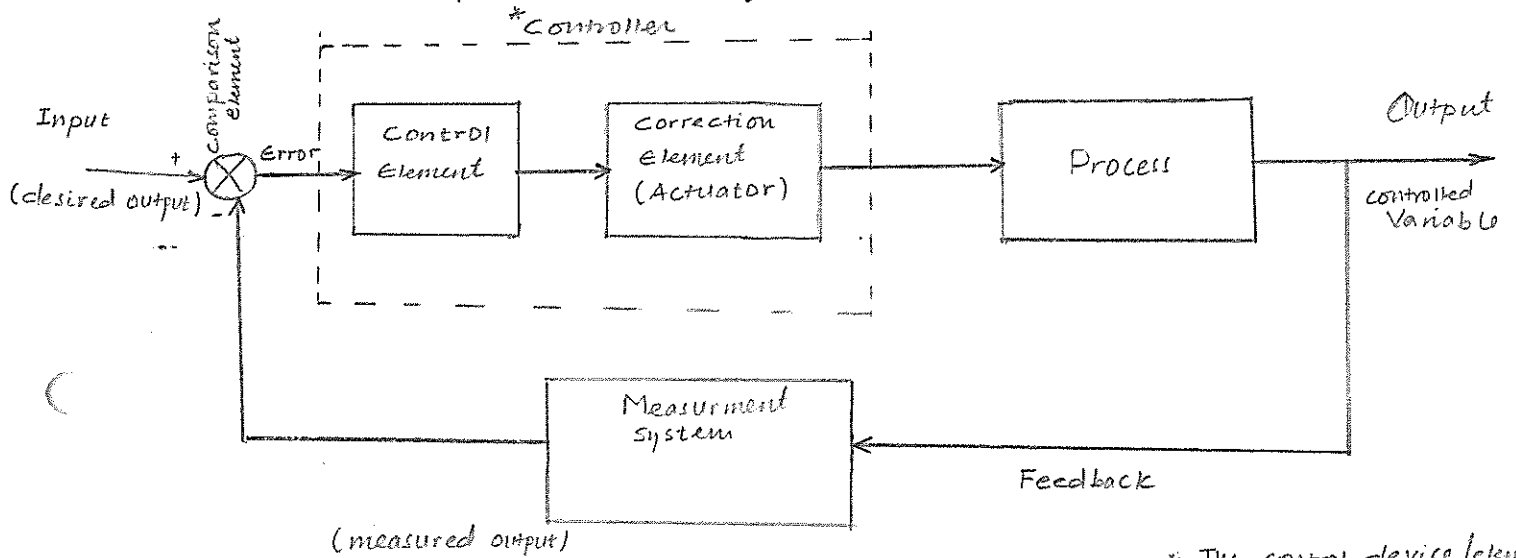 *Controller
Comparison
Element
Input
+
Error
(desired output)
-
Control
Element
Correction
Element
(Actuator)
Process
Output
Controlled
Variable
Measurment
System
Feedback
(measured output)
* The control device/